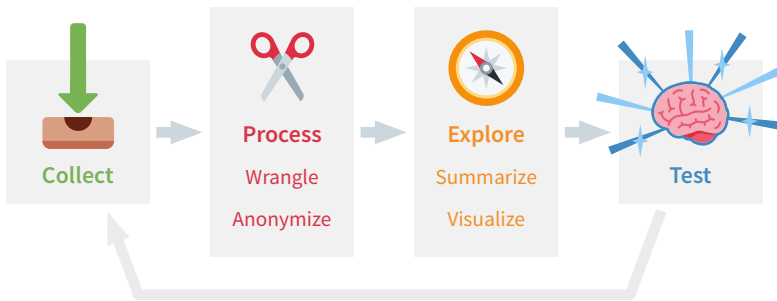 Collect
Process
Wrangle
Anonymize
Explore
Summarize
Visualize
Test